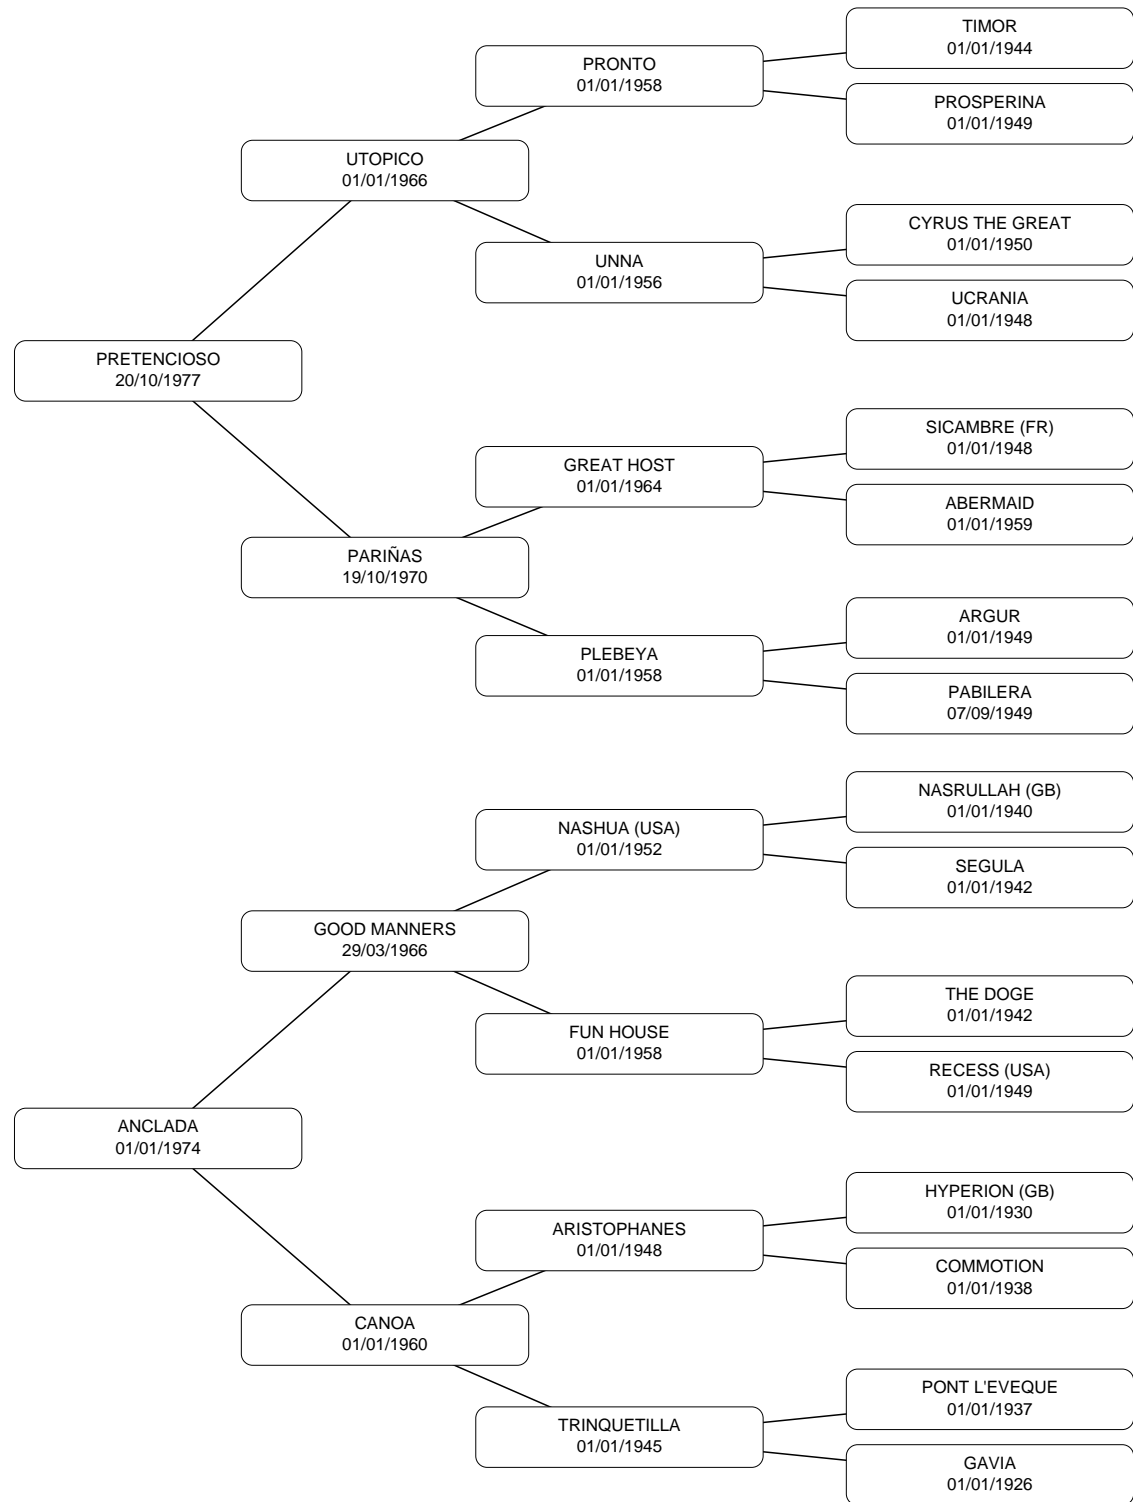 TIMOR
01/01/1944
PRONTO
01/01/1958
PROSPERINA
01/01/1949
UTOPICO
01/01/1966
CYRUS THE GREAT
01/01/1950
UNNA
01/01/1956
UCRANIA
01/01/1948
PRETENCIOSO
20/10/1977
SICAMBRE (FR)
01/01/1948
GREAT HOST
01/01/1964
ABERMAID
01/01/1959
PARIÑAS
19/10/1970
ARGUR
01/01/1949
PLEBEYA
01/01/1958
PABILERA
07/09/1949
NASRULLAH (GB)
01/01/1940
NASHUA (USA)
01/01/1952
SEGULA
01/01/1942
GOOD MANNERS
29/03/1966
THE DOGE
01/01/1942
FUN HOUSE
01/01/1958
RECESS (USA)
01/01/1949
ANCLADA
01/01/1974
HYPERION (GB)
01/01/1930
ARISTOPHANES
01/01/1948
COMMOTION
01/01/1938
CANOA
01/01/1960
PONT L'EVEQUE
01/01/1937
TRINQUETILLA
01/01/1945
GAVIA
01/01/1926